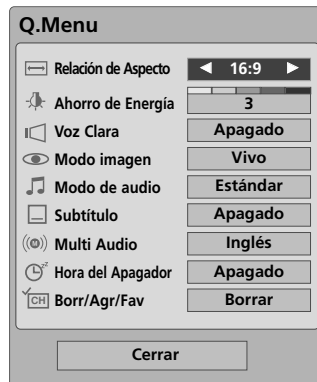 Q.Menu
Relación de Aspecto ◄ 16:9 ►
Ahorro de Energía 3
Voz Clara Apagado
Modo imagen Vivo
Modo de audio Estándar
Subtítulo Apagado
Multi Audio Inglés
Hora del Apagador Apagado
CH Borr/Agr/Fav Borrar
Cerrar